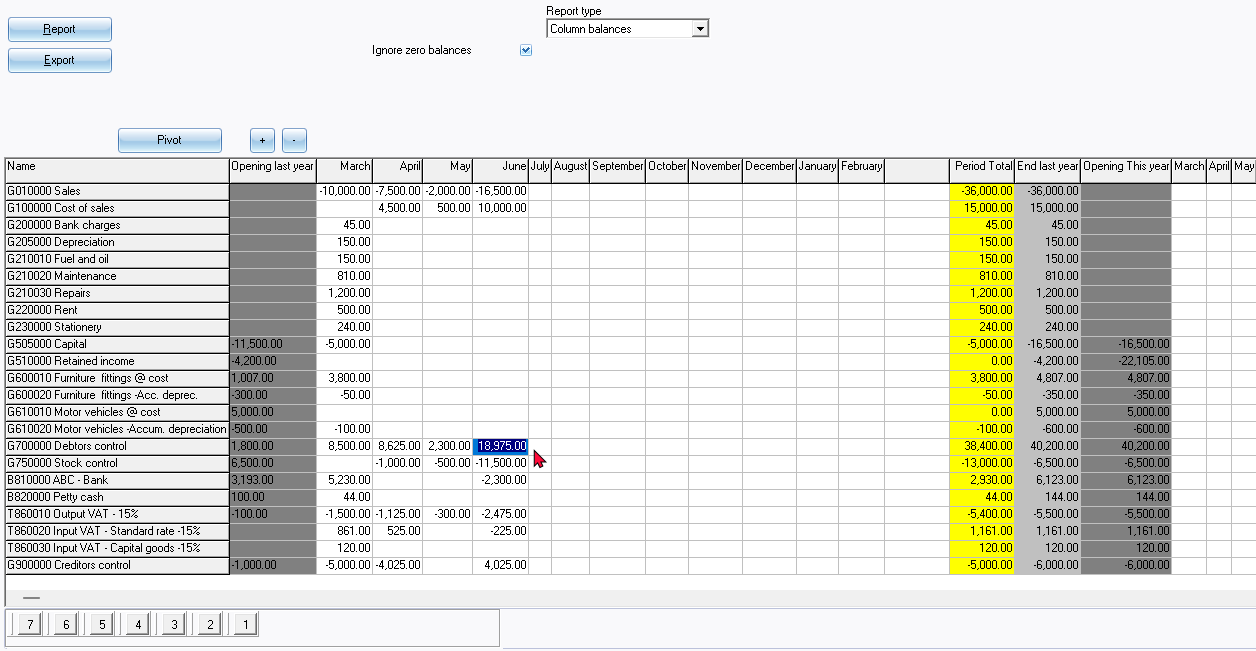 Report type
Report
Column balances
Ignore zero balances
Export
Pivot + -
Name Opening last year March April May June July August September October November December January February Period Total End last year Opening This year March April May
G010000 Sales -10,000.00 -7,500.00 -2,000.00 -16,500.00 -36,000.00 -36,000.00
G100000 Cost of sales 4,500.00 500.00 10,000.00 15,000.00 15,000.00
G200000 Bank charges 45.00 45.00 45.00
G205000 Depreciation 150.00 150.00 150.00
G210010 Fuel and oil 150.00 150.00 150.00
G210020 Maintenance 810.00 810.00 810.00
G210030 Repairs 1,200.00 1,200.00 1,200.00
G220000 Rent 500.00 500.00 500.00
G230000 Stationery 240.00 240.00 240.00
G505000 Capital -11,500.00 -5,000.00 -5,000.00 -16,500.00 -16,500.00
G510000 Retained income -4,200.00 0.00 -4,200.00 -22,105.00
G600010 Furniture fittings @ cost 1,007.00 3,800.00 3,800.00 4,807.00 4,807.00
G600020 Furniture fittings -Acc. deprec. -300.00 -50.00 -50.00 -350.00 -350.00
G610010 Motor vehicles @ cost 5,000.00 0.00 5,000.00 5,000.00
G610020 Motor vehicles -Accum. depreciation -500.00 -100.00 -100.00 -600.00 -600.00
G700000 Debtors control 1,800.00 8,500.00 8,625.00 2,300.00 18,975.00 38,400.00 40,200.00 40,200.00
G750000 Stock control 6,500.00 -1,000.00 -500.00 -11,500.00 -13,000.00 -6,500.00 -6,500.00
B810000 ABC - Bank 3,193.00 5,230.00 -2,300.00 2,930.00 6,123.00 6,123.00
B820000 Petty cash 100.00 44.00 44.00 144.00 144.00
T860010 Output VAT - 15% -100.00 -1,500.00 -1,125.00 -300.00 -2,475.00 -5,400.00 -5,500.00 -5,500.00
T860020 Input VAT - Standard rate -15% 861.00 525.00 -225.00 1,161.00 1,161.00 1,161.00
T860030 Input VAT - Capital goods -15% 120.00 120.00 120.00 120.00
G900000 Creditors control -1,000.00 -5,000.00 -4,025.00 4,025.00 -5,000.00 -6,000.00 -6,000.00
7 6 5 4 3 2 1